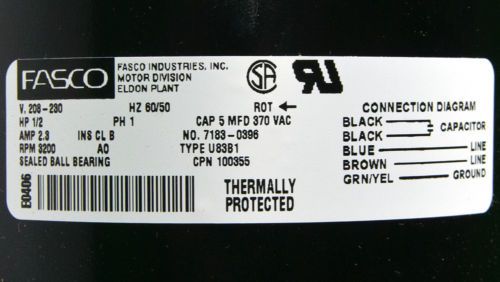 FASCO
FASCO INDUSTRIES, INC.
MOTOR DIVISION
ELDON PLANT
SA
V. 208-230 HZ 60/50 ROT ←
HP 1/2 PH 1 CAP 5 MFD 370 VAC
AMP 2.3 INS CL B NO. 7183-0396
RPM 3200 AO TYPE U83B1
SEALED BALL BEARING CPN 100355
E0406
THERMALLY
PROTECTED
CONNECTION DIAGRAM
BLACK
BLACK CAPACITOR
BLUE LINE
BROWN LINE
GRN/YEL GROUND